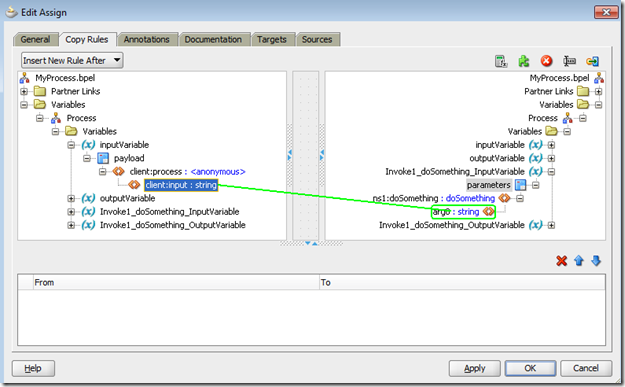 Edit Assign
General Copy Rules Annotations Documentation Targets Sources
Insert New Rule After
MyProcess.bpel
Partner Links
Variables
Process
Variables
(x) inputVariable
payload
client:process : <anonymous>
client:input : string
(x) outputVariable
(x) Invoke1_doSomething_InputVariable
(x) Invoke1_doSomething_OutputVariable
MyProcess.bpel
Partner Links
Variables
Process
Variables
inputVariable (x)
outputVariable (x)
Invoke1_doSomething_InputVariable (x)
parameters
ns1:doSomething : doSomething
arg0 : string
Invoke1_doSomething_OutputVariable (x)
From To
Help Apply OK Cancel